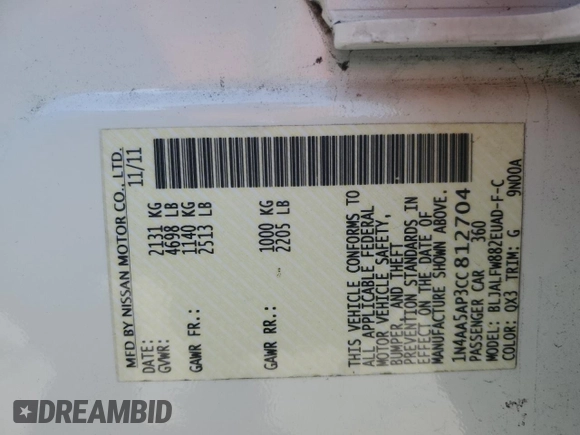 MFD BY NISSAN MOTOR CO., LTD.
DATE: 11/11
GVWR: 2131 KG
4698 LB
GAWR FR.: 1140 KG
2513 LB
GAWR RR.: 1000 KG
2205 LB
THIS VEHICLE CONFORMS TO
ALL APPLICABLE FEDERAL
MOTOR VEHICLE SAFETY,
BUMPER, AND THEFT
PREVENTION STANDARDS IN
EFFECT ON THE DATE OF
MANUFACTURE SHOWN ABOVE.
1N4AA5AP3CC812704
PASSENGER CAR 360
MODEL: BLJALFW882EUAD-F-C
COLOR: QX3 TRIM: G 9N00A
$DREAMBID